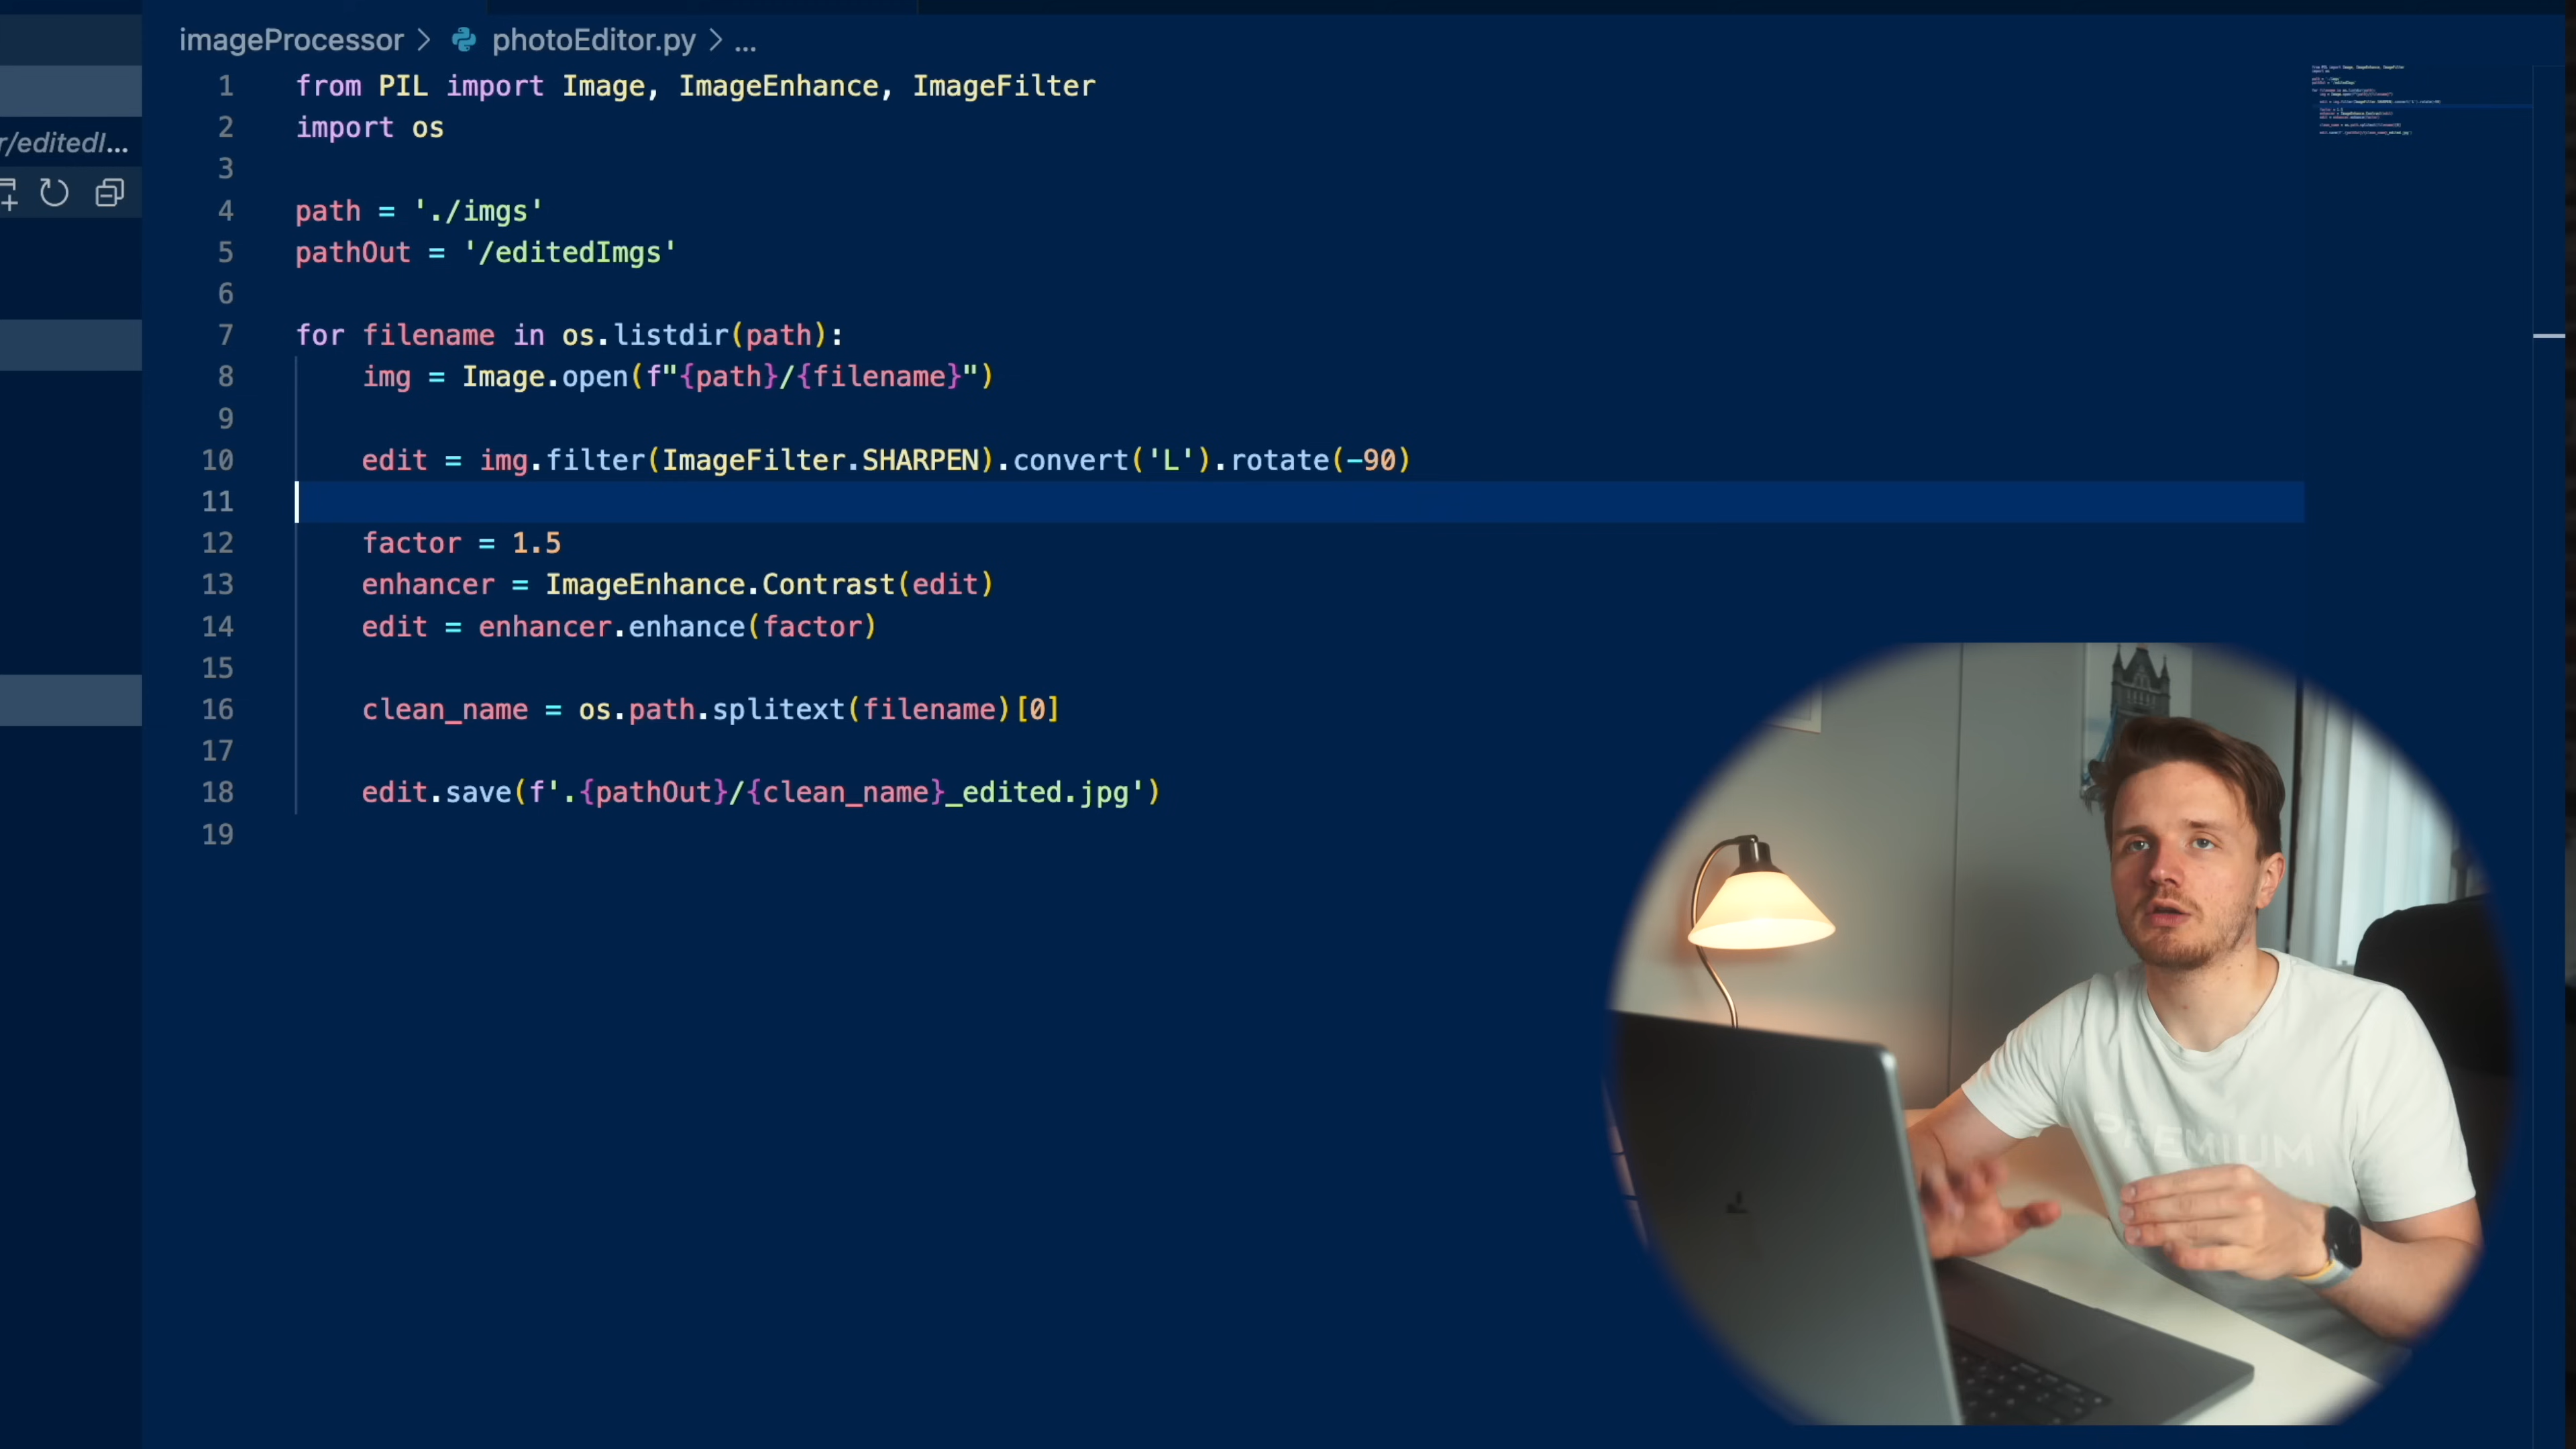 imageProcessor > photoEditor.py > ...
r/editedI...
1 from PIL import Image, ImageEnhance, ImageFilter
2 import os
3
4 path = './imgs'
5 pathOut = '/editedImgs'
6
7 for filename in os.listdir(path):
8     img = Image.open(f"{path}/{filename}")
9
10     edit = img.filter(ImageFilter.SHARPEN).convert('L').rotate(-90)
11
12     factor = 1.5
13     enhancer = ImageEnhance.Contrast(edit)
14     edit = enhancer.enhance(factor)
15
16     clean_name = os.path.splitext(filename)[0]
17
18     edit.save(f'.{pathOut}/{clean_name}_edited.jpg')
19
PREMIUM